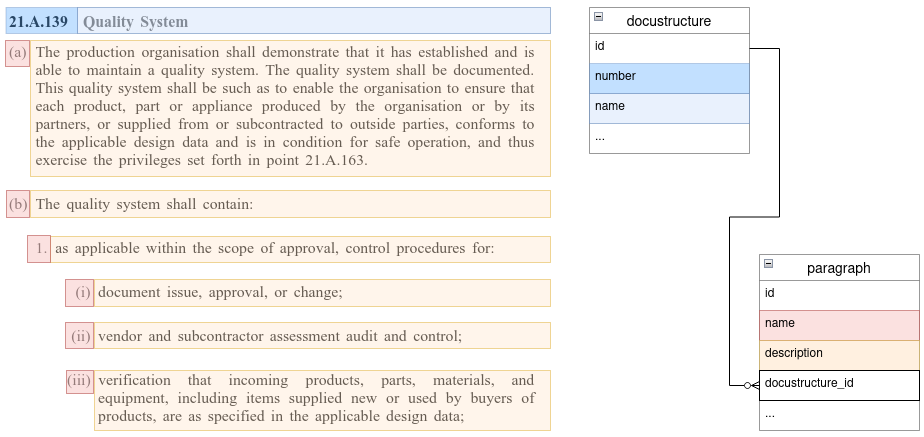 21.A.139 Quality System
(a) The production organisation shall demonstrate that it has established and is
able to maintain a quality system. The quality system shall be documented.
This quality system shall be such as to enable the organisation to ensure that
each product, part or appliance produced by the organisation or by its
partners, or supplied from or subcontracted to outside parties, conforms to
the applicable design data and is in condition for safe operation, and thus
exercise the privileges set forth in point 21.A.163.
(b) The quality system shall contain:
1. as applicable within the scope of approval, control procedures for:
(i) document issue, approval, or change;
(ii) vendor and subcontractor assessment audit and control;
(iii) verification that incoming products, parts, materials, and
equipment, including items supplied new or used by buyers of
products, are as specified in the applicable design data;
docustructure
id
number
name
...
paragraph
id
name
description
docustructure_id
...